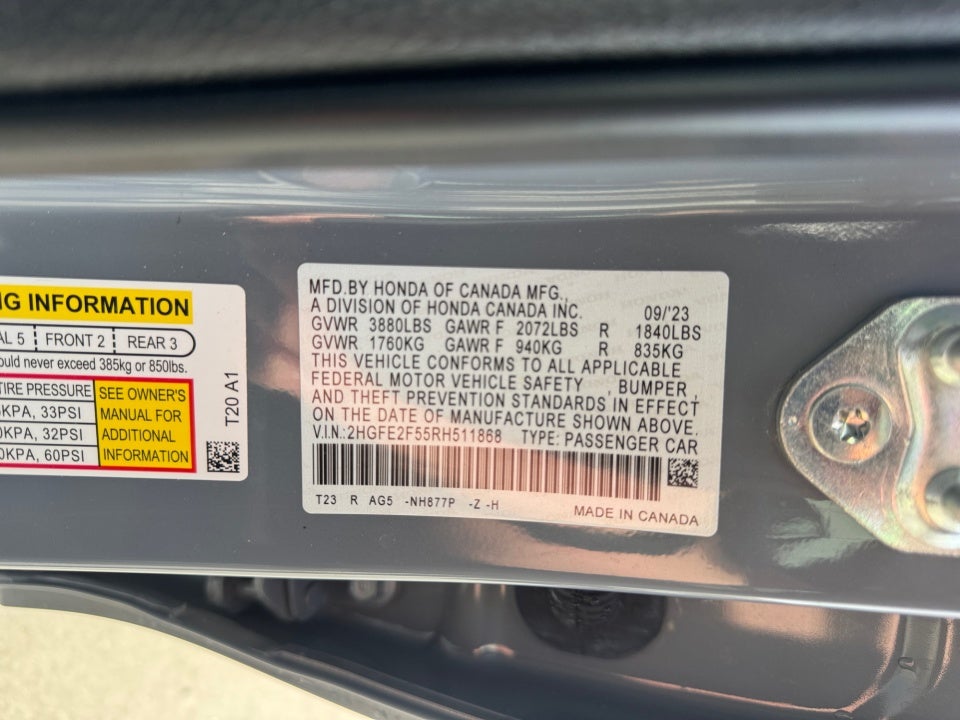 NG INFORMATION
AL 5 FRONT 2 REAR 3
ould never exceed 385kg or 850lbs.
TIRE PRESSURE
KPA, 33PSI
0KPA, 32PSI
0KPA, 60PSI
SEE OWNER'S
MANUAL FOR
ADDITIONAL
INFORMATION
T20 A1
MFD.BY HONDA OF CANADA MFG.,
A DIVISION OF HONDA CANADA INC. 09/'23
GVWR 3880LBS GAWR F 2072LBS R 1840LBS
GVWR 1760KG GAWR F 940KG R 835KG
THIS VEHICLE CONFORMS TO ALL APPLICABLE
FEDERAL MOTOR VEHICLE SAFETY , BUMPER ,
AND THEFT PREVENTION STANDARDS IN EFFECT
ON THE DATE OF MANUFACTURE SHOWN ABOVE.
V.I.N.:2HGFE2F55RH511868 TYPE: PASSENGER CAR
T23 R AG5 -NH877P -Z -H
MADE IN CANADA